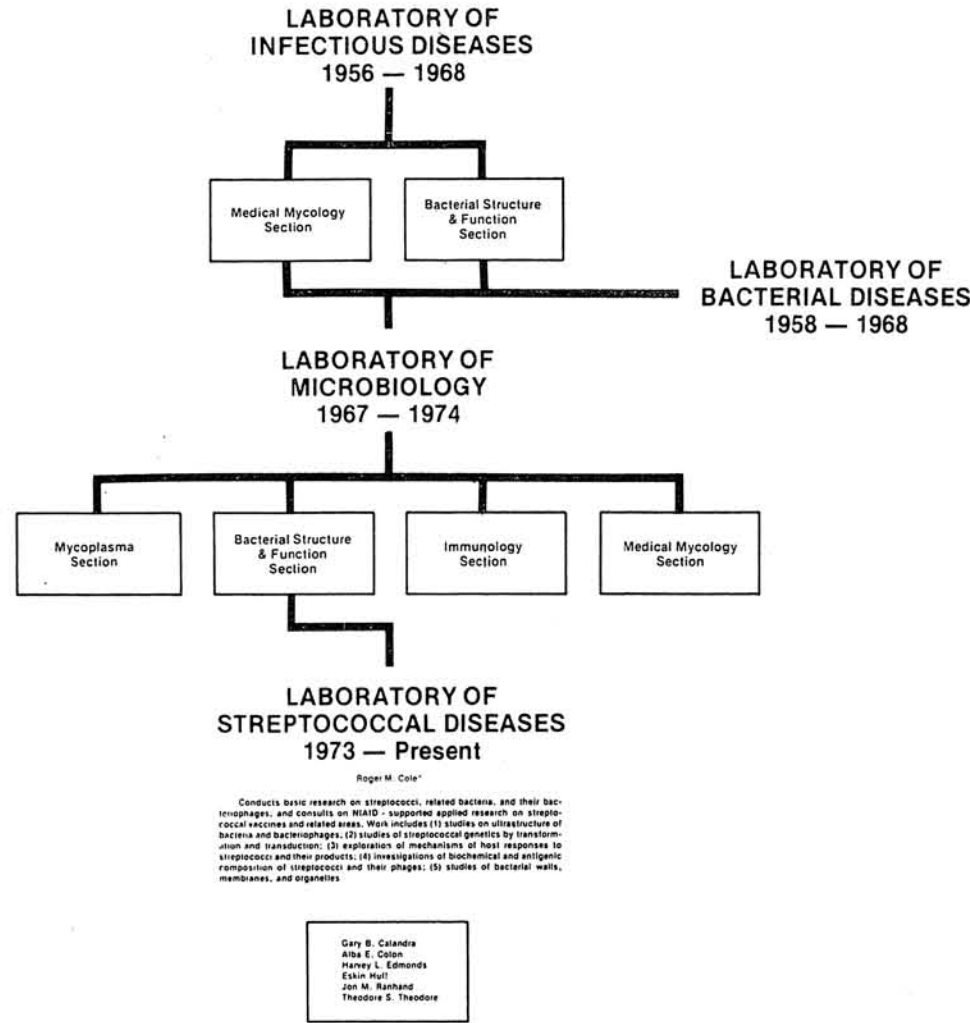 LABORATORY OF
INFECTIOUS DISEASES
1956 — 1968
Medical Mycology
Section
Bacterial Structure
& Function
Section
LABORATORY OF
BACTERIAL DISEASES
1958 — 1968
LABORATORY OF
MICROBIOLOGY
1967 — 1974
Mycoplasma
Section
Bacterial Structure
& Function
Section
Immunology
Section
Medical Mycology
Section
LABORATORY OF
STREPTOCOCCAL DISEASES
1973 — Present
Roger M. Cole*
Conducts basic research on streptococci, related bacteria, and their bac-
teriophages, and consults on NIAID - supported applied research on strepto-
coccal vaccines and related areas. Work includes (1) studies on ultrastructure of
bacteria and bacteriophages; (2) studies of streptococcal genetics by transform-
ation and transduction; (3) exploration of mechanisms of host responses to
streptococci and their products; (4) investigations of biochemical and antigenic
composition of streptococci and their phages; (5) studies of bacterial walls,
membranes, and organelles
Gary B. Calandra
Alba E. Colon
Harvey L. Edmonds
Eskin Huff
Jon M. Ranhand
Theodore S. Theodore